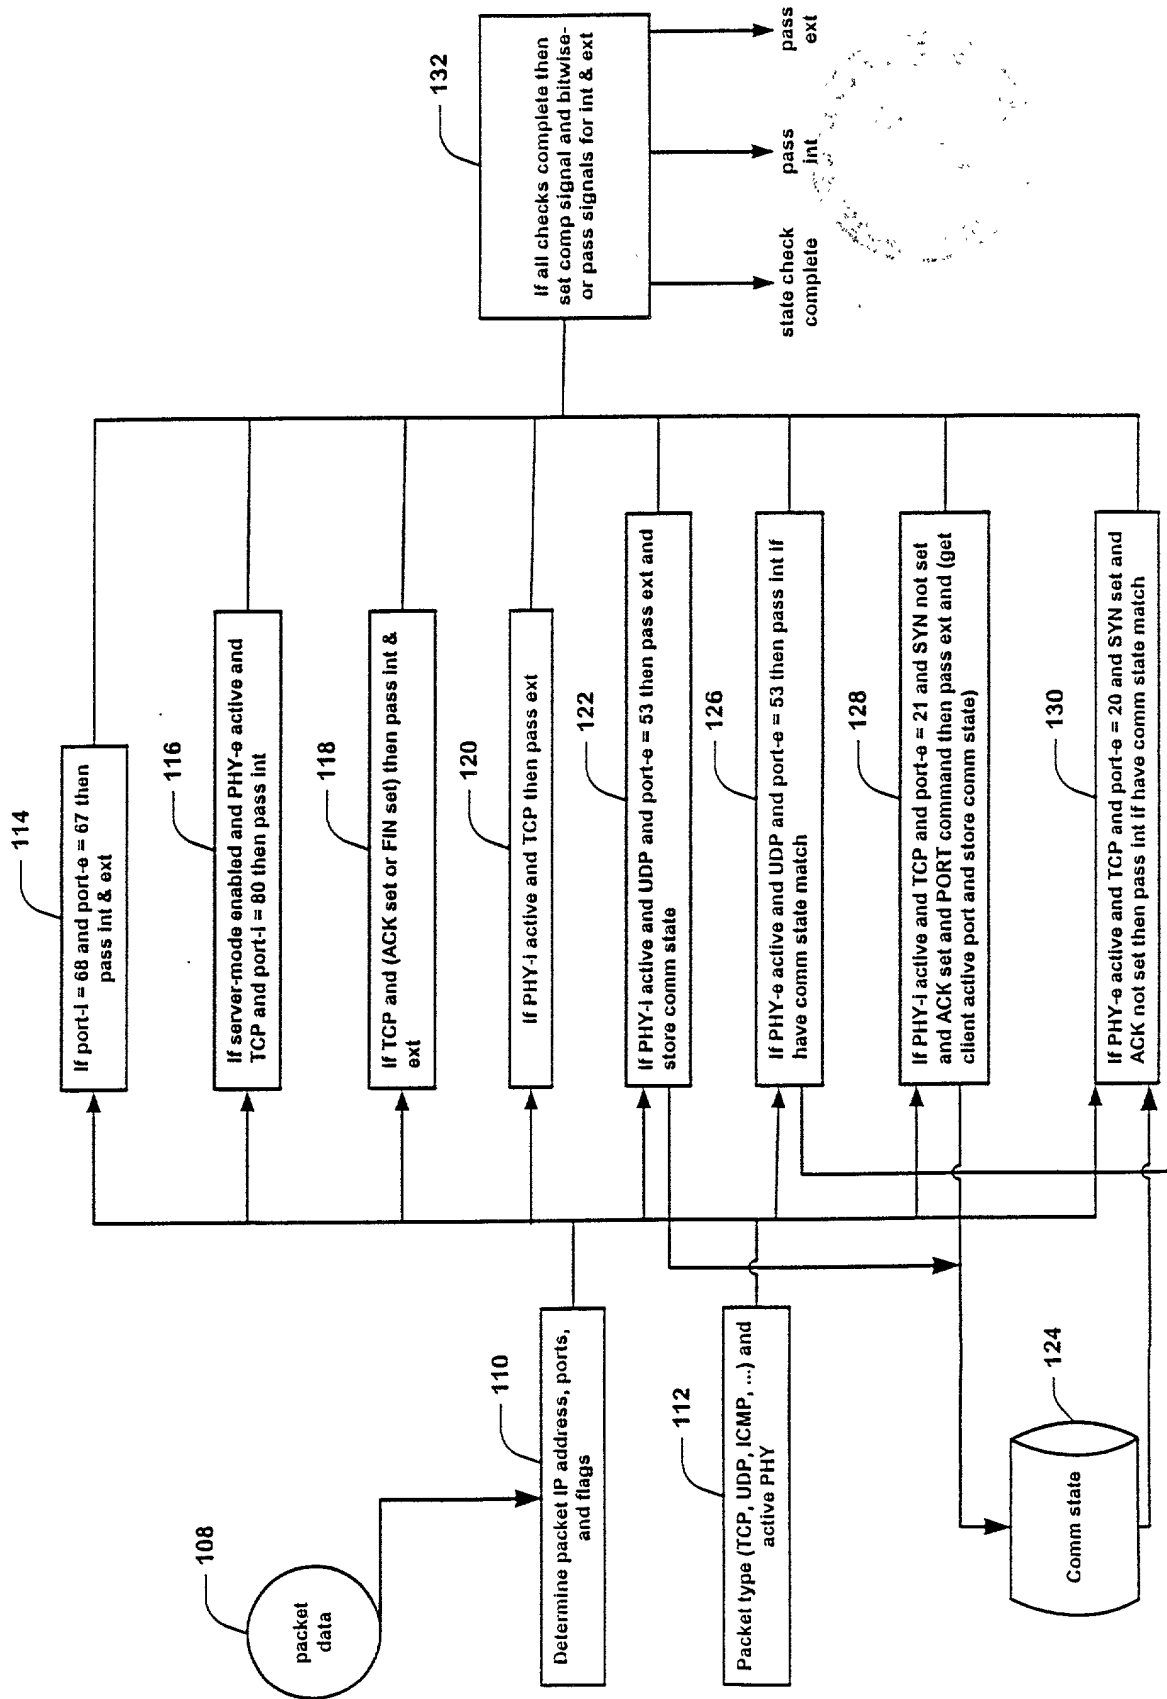 108
packet
data
110
Determine packet IP address, ports,
and flags
112
Packet type (TCP, UDP, ICMP, ...) and
active PHY
124
Comm state
114
If port-i = 68 and port-e = 67 then
pass int & ext
116
If server-mode enabled and PHY-e active and
TCP and port-i = 80 then pass int
118
If TCP and (ACK set or FIN set) then pass int &
ext
120
If PHY-i active and TCP then pass ext
122
If PHY-i active and UDP and port-e = 53 then pass ext and
store comm state
126
If PHY-e active and UDP and port-e = 53 then pass int if
have comm state match
128
If PHY-i active and TCP and port-e = 21 and SYN not set
and ACK set and PORT command then pass ext and (get
client active port and store comm state)
130
If PHY-e active and TCP and port-e = 20 and SYN set and
ACK not set then pass int if have comm state match
132
If all checks complete then
set comp signal and bitwise-
or pass signals for int & ext
state check
complete
pass
int
pass
ext